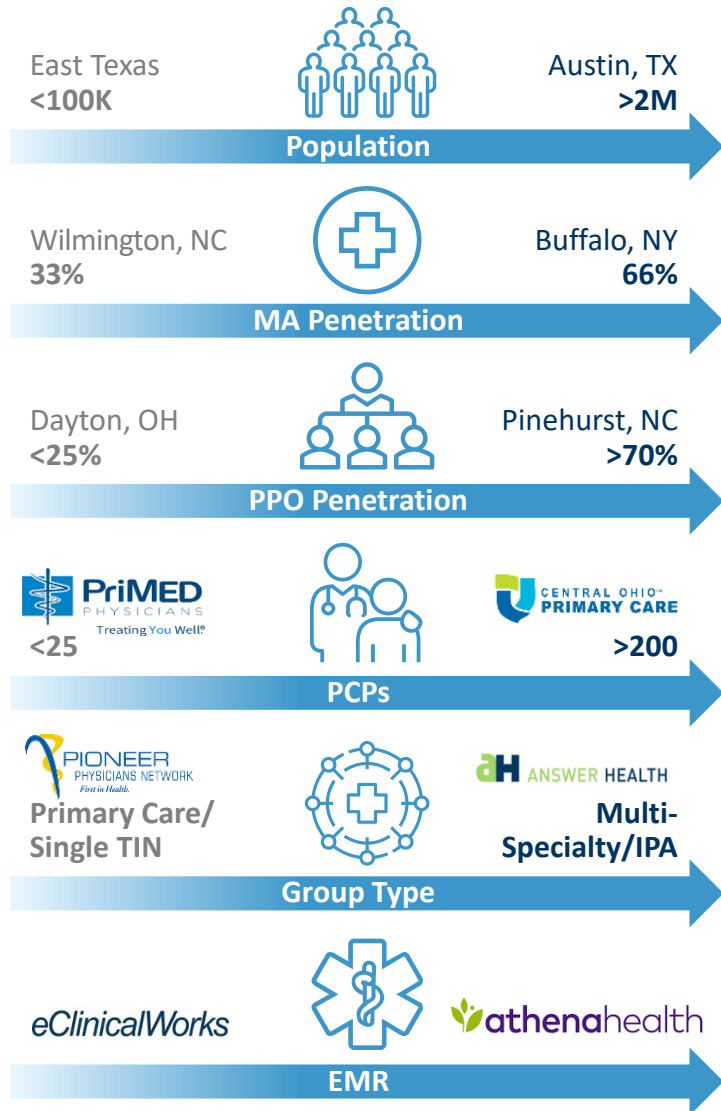 East Texas
<100K
Austin, TX
>2M
Population
Wilmington, NC
33%
Buffalo, NY
66%
MA Penetration
Dayton, OH
<25%
Pinehurst, NC
>70%
PPO Penetration
PriMED
PHYSICIANS
Treating You Well®
<25
CENTRAL OHIO™
PRIMARY CARE
>200
PCPs
PIONEER
PHYSICIANS NETWORK
First in Health.
Primary Care/
Single TIN
aH ANSWER HEALTH
Multi-
Specialty/IPA
Group Type
eClinicalWorks
athenahealth
EMR